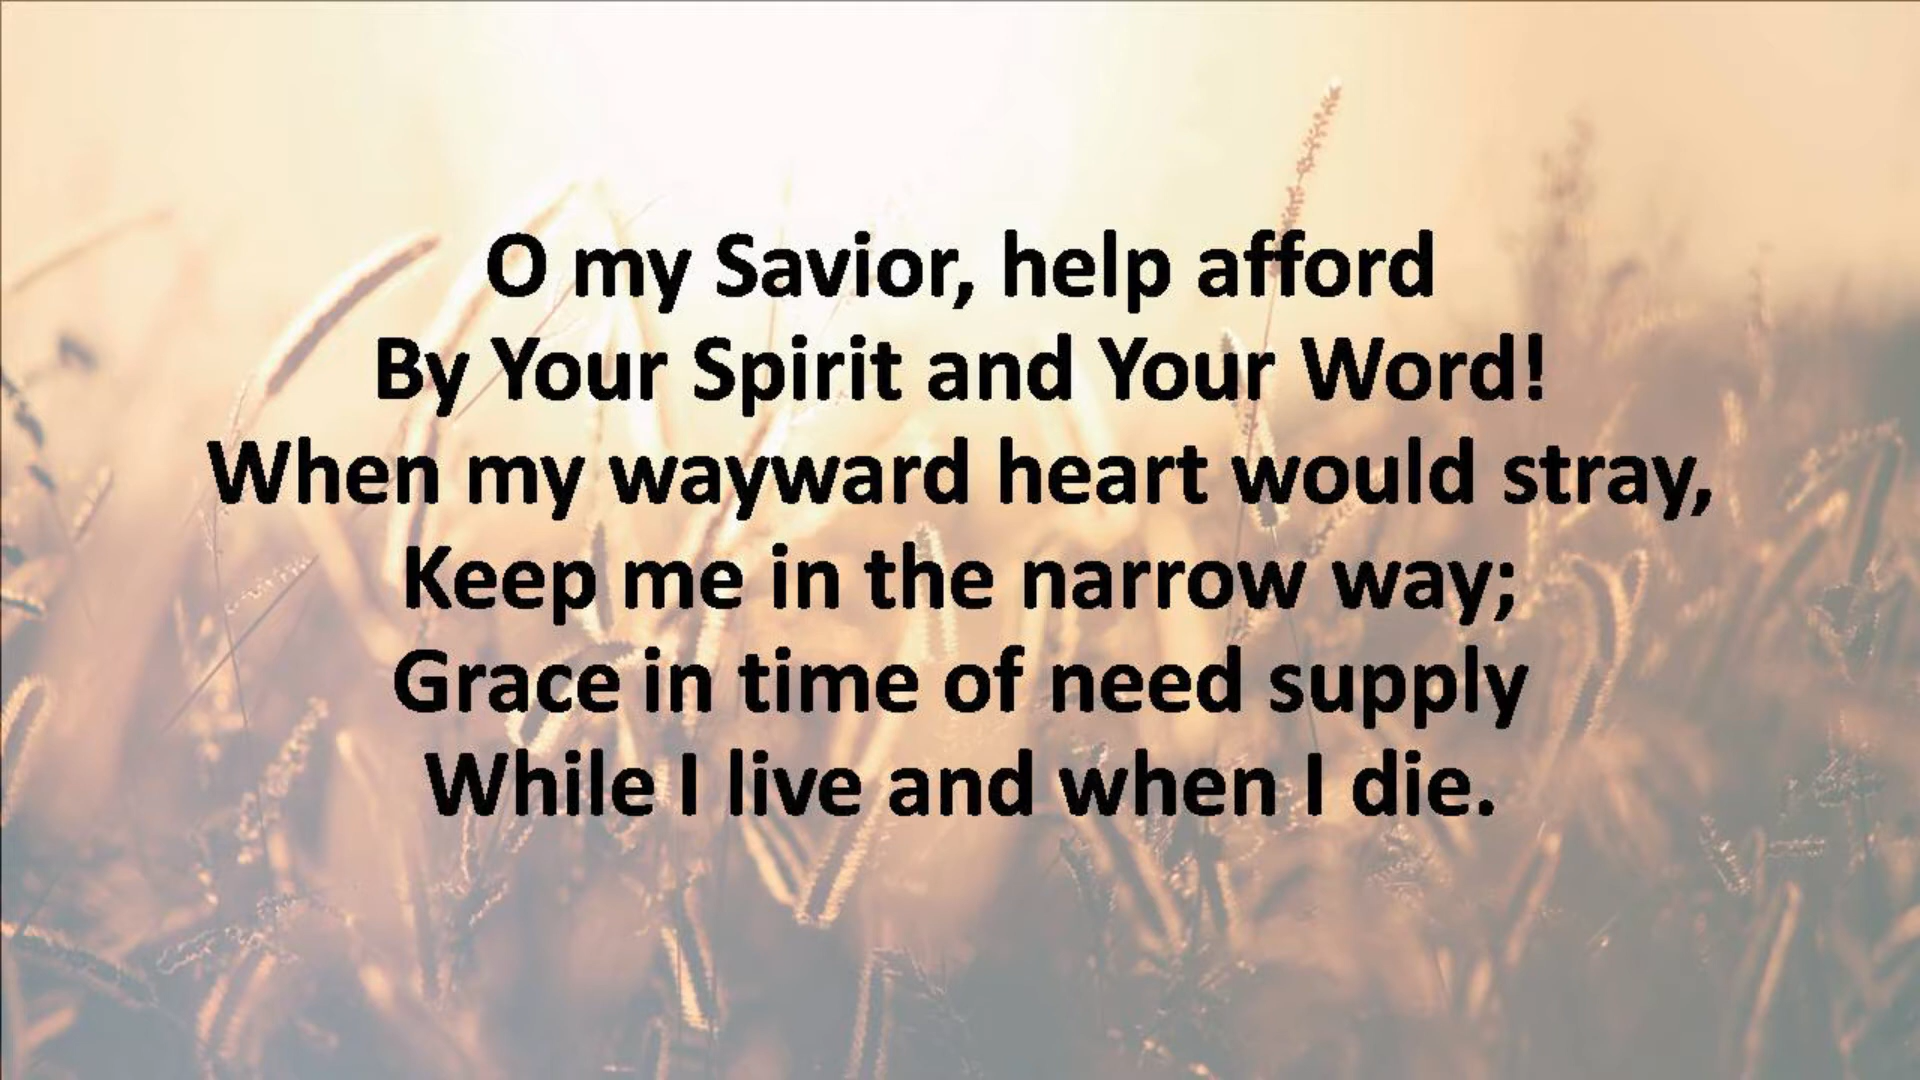 O my Savior, help afford
By Your Spirit and Your Word!
When my wayward heart would stray,
Keep me in the narrow way;
Grace in time of need supply
While I live and when I die.